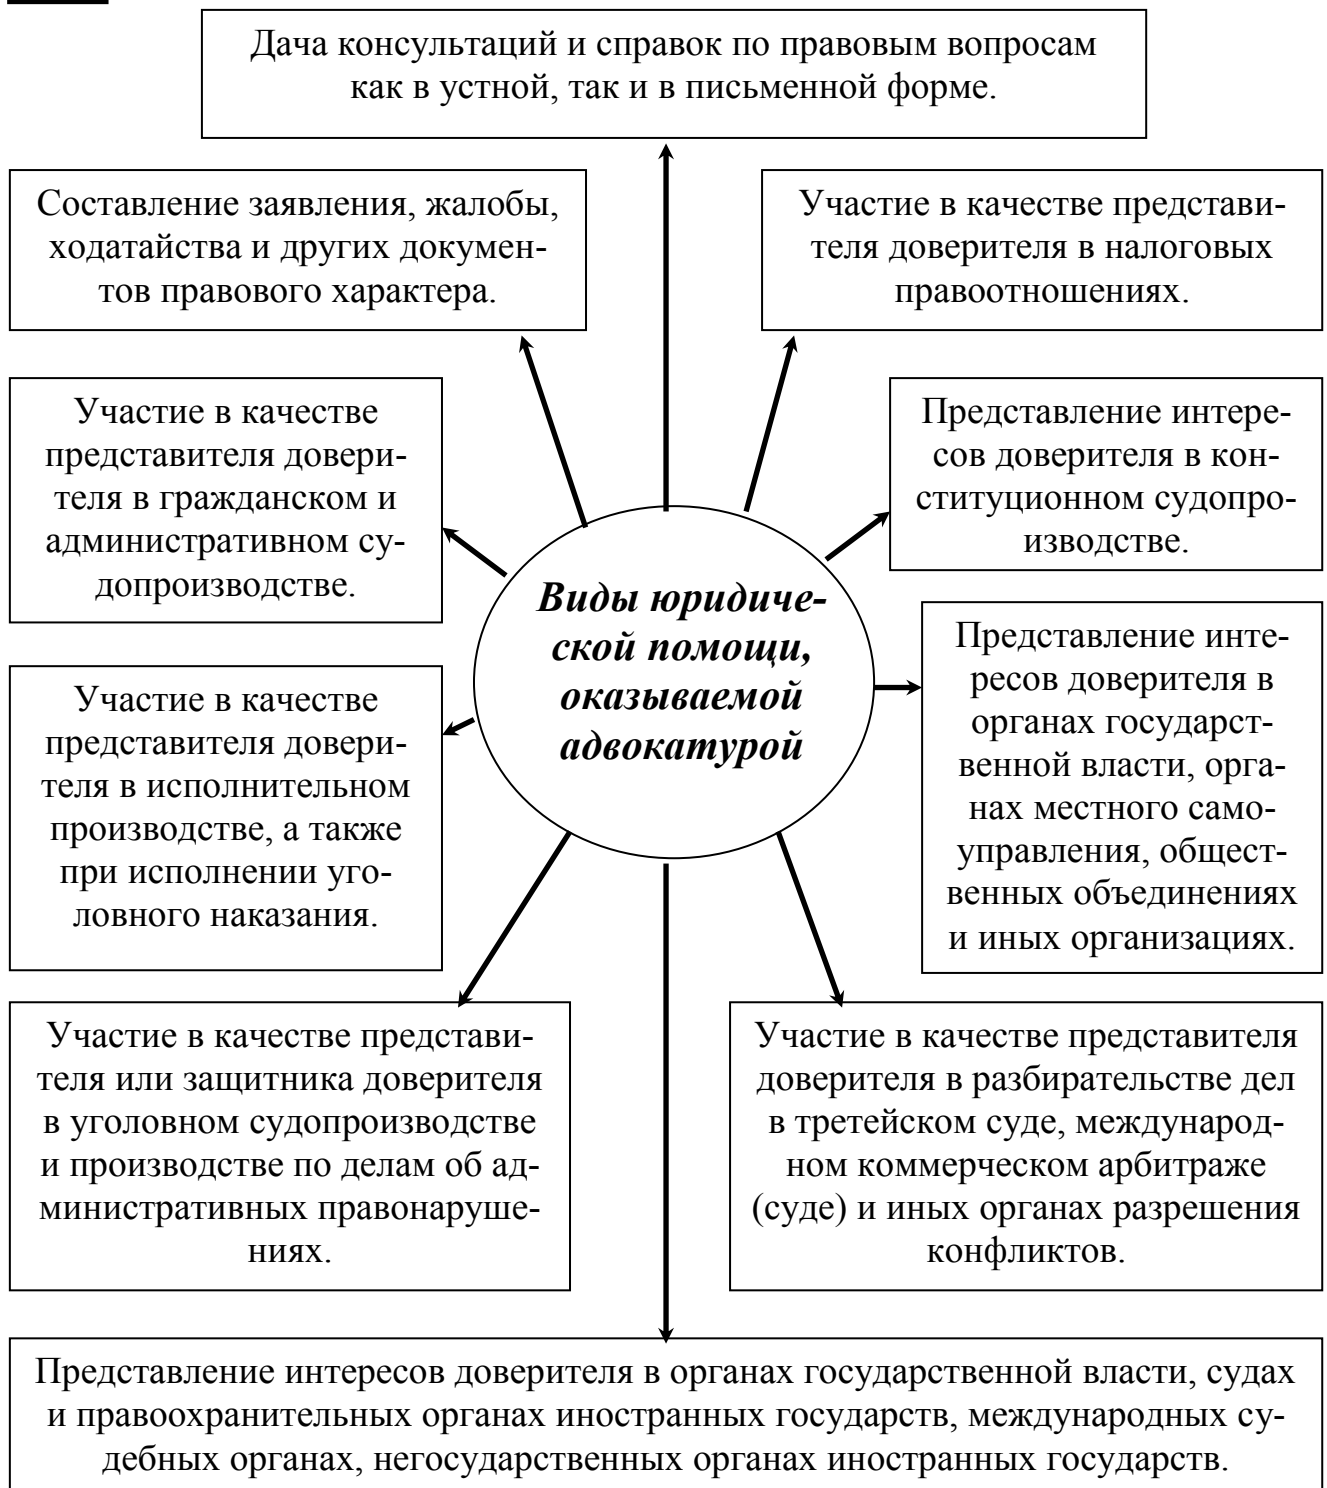 Дача консультаций и справок по правовым вопросам
как в устной, так и в письменной форме.
Составление заявления, жалобы,
ходатайства и других докумен-
тов правового характера.
Участие в качестве представи-
теля доверителя в налоговых
правоотношениях.
Участие в качестве
представителя довери-
теля в гражданском и
административном су-
допроизводстве.
Представление интере-
сов доверителя в кон-
ституционном судопро-
изводстве.
Виды юридиче-
ской помощи,
оказываемой
адвокатурой
Участие в качестве
представителя довери-
теля в исполнительном
производстве, а также
при исполнении уго-
ловного наказания.
Представление инте-
ресов доверителя в
органах государст-
венной власти, орга-
нах местного само-
управления, общест-
венных объединениях
и иных организациях.
Участие в качестве представи-
теля или защитника доверителя
в уголовном судопроизводстве
и производстве по делам об ад-
министративных правонаруше-
ниях.
Участие в качестве представителя
доверителя в разбирательстве дел
в третейском суде, международ-
ном коммерческом арбитраже
(суде) и иных органах разрешения
конфликтов.
Представление интересов доверителя в органах государственной власти, судах
и правоохранительных органах иностранных государств, международных су-
дебных органах, негосударственных органах иностранных государств.